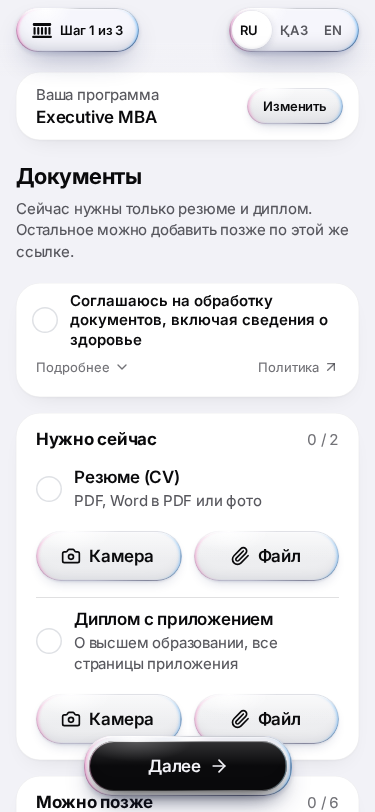 Шаг 1 из 3
RU ҚАЗ EN
Ваша программа
Executive MBA
Изменить
Документы
Сейчас нужны только резюме и диплом.
Остальное можно добавить позже по этой же
ссылке.
Соглашаюсь на обработку
документов, включая сведения о
здоровье
Подробнее
Политика
Нужно сейчас
0 / 2
Резюме (CV)
PDF, Word в PDF или фото
Камера
Файл
Диплом с приложением
О высшем образовании, все
страницы приложения
Камера
Файл
Далее
Можно позже
0 / 6